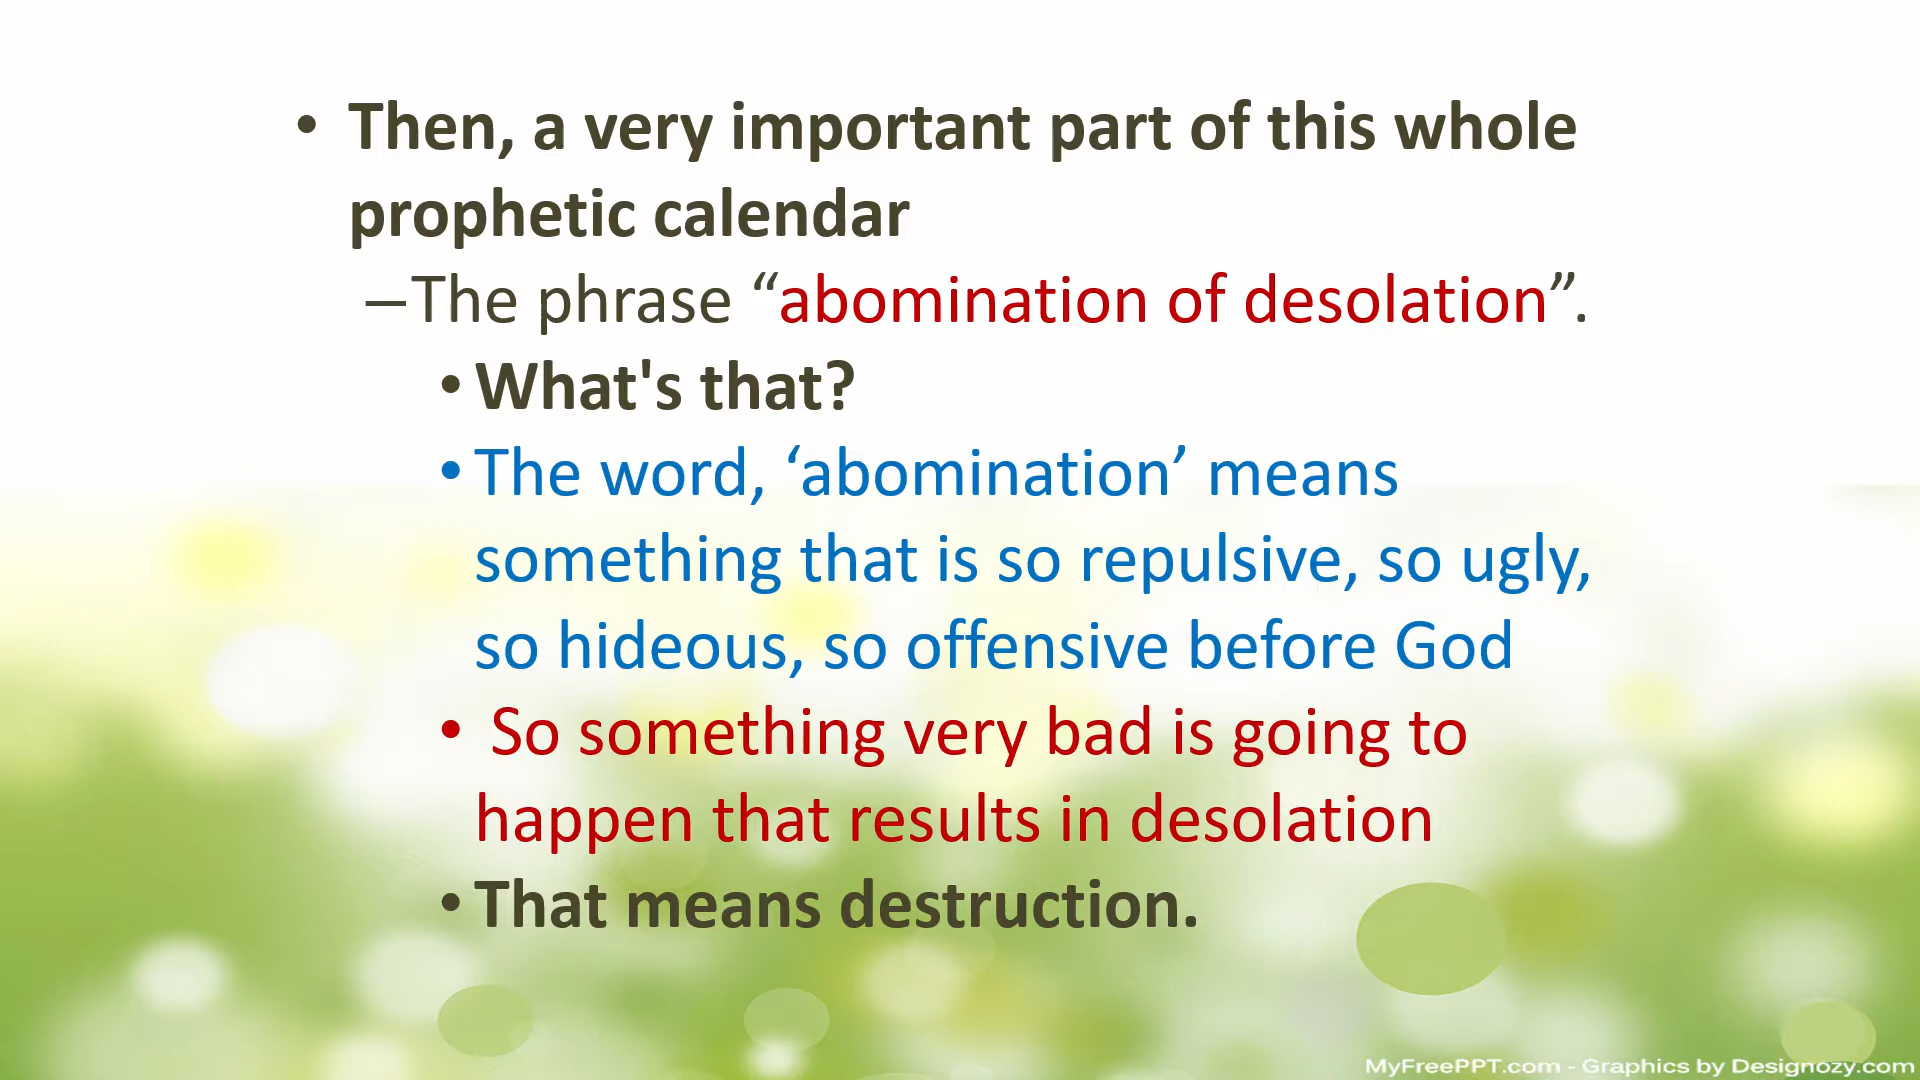 • Then, a very important part of this whole
prophetic calendar
–The phrase “abomination of desolation”.
• What's that?
• The word, ‘abomination’ means
something that is so repulsive, so ugly,
so hideous, so offensive before God
• So something very bad is going to
happen that results in desolation
• That means destruction.
MyFreePPT.com - Graphics by Designozy.com